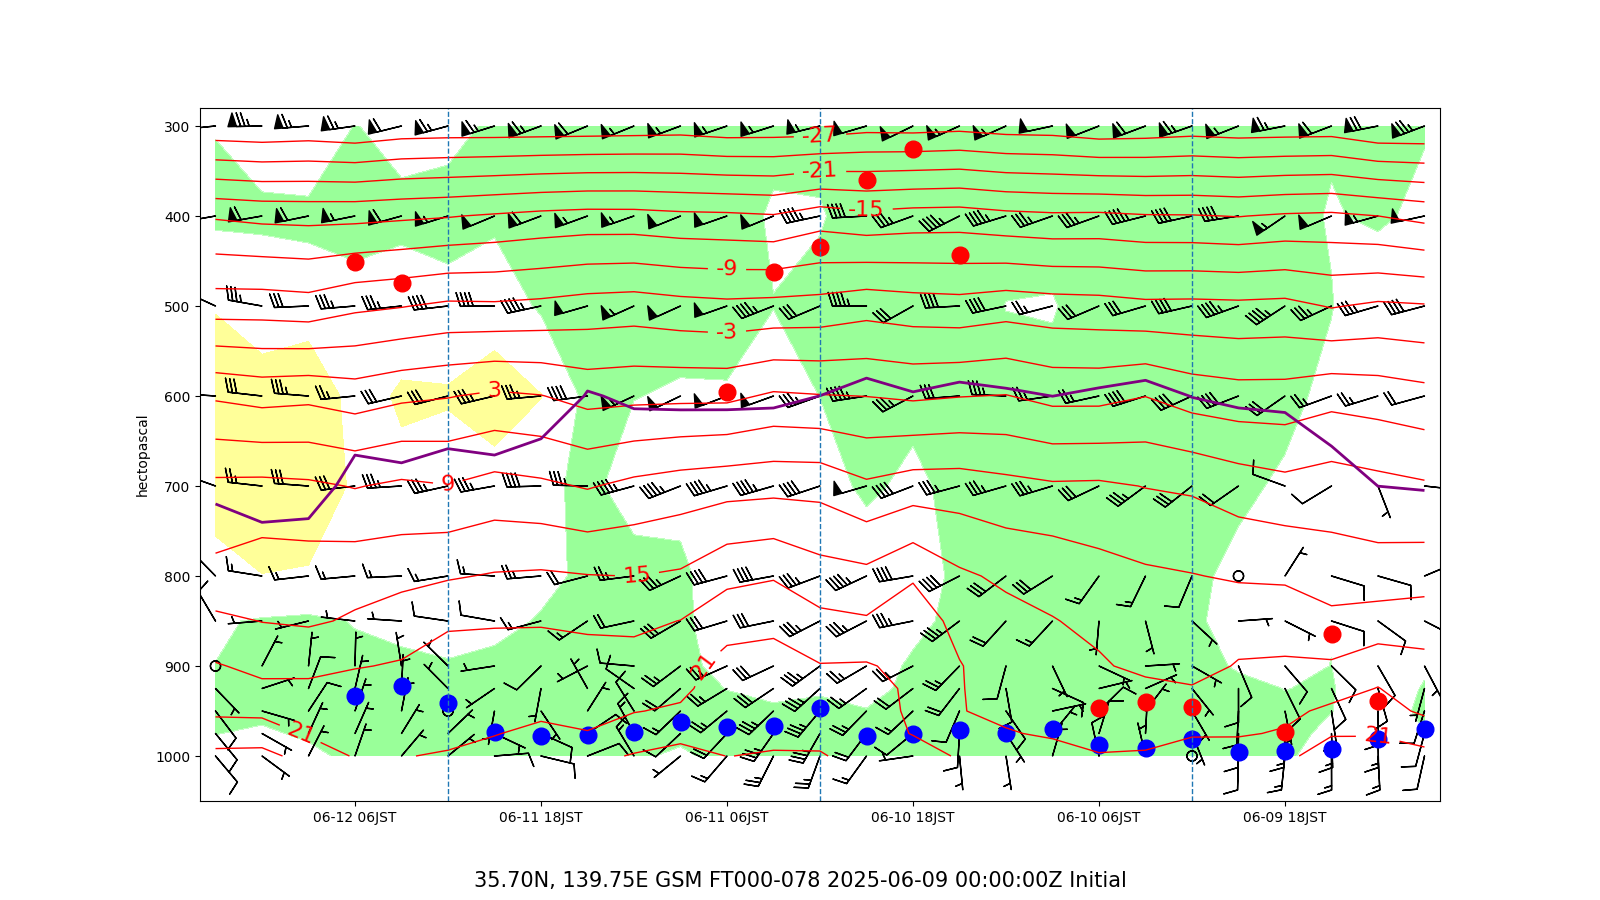 300
400
500
600
700
800
900
1000
hectopascal
-27
-21
-15
-9
-3
3
9
15
21
21
21
06-12 06JST
06-11 18JST
06-11 06JST
06-10 18JST
06-10 06JST
06-09 18JST
35.70N, 139.75E GSM FT000-078 2025-06-09 00:00:00Z Initial